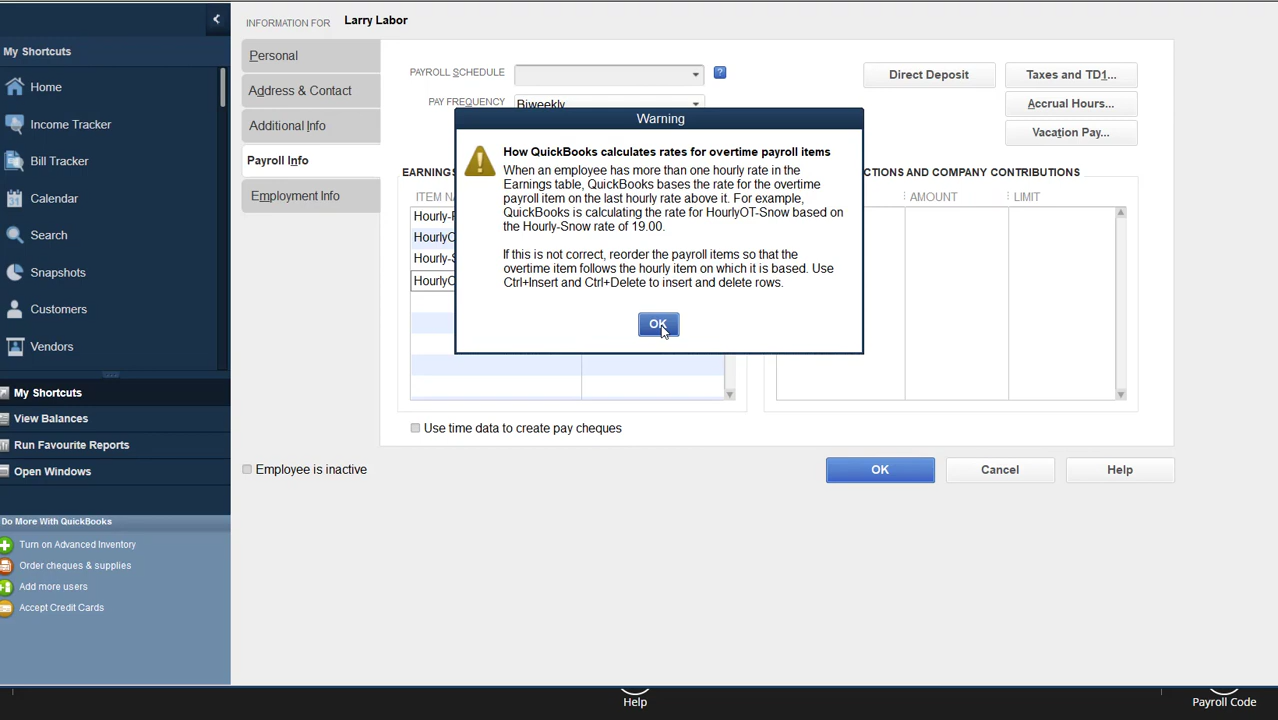 INFORMATION FOR Larry Labor
My Shortcuts
Home
Income Tracker
Bill Tracker
Calendar
Search
Snapshots
Customers
Vendors
My Shortcuts
View Balances
Run Favourite Reports
Open Windows
Do More With QuickBooks
Turn on Advanced Inventory
Order cheques & supplies
Add more users
Accept Credit Cards
Personal
Address & Contact
Additional Info
Payroll Info
Employment Info
PAYROLL SCHEDULE
?
PAY FREQUENCY Biweekly
Direct Deposit
Taxes and TD1...
Accrual Hours...
Vacation Pay...
EARNINGS
ITEM NA
Hourly-
HourlyO
Hourly-S
HourlyO
CTIONS AND COMPANY CONTRIBUTIONS
AMOUNT LIMIT
Warning
How QuickBooks calculates rates for overtime payroll items
When an employee has more than one hourly rate in the
Earnings table, QuickBooks bases the rate for the overtime
payroll item on the last hourly rate above it. For example,
QuickBooks is calculating the rate for HourlyOT-Snow based on
the Hourly-Snow rate of 19.00.
If this is not correct, reorder the payroll items so that the
overtime item follows the hourly item on which it is based. Use
Ctrl+Insert and Ctrl+Delete to insert and delete rows.
OK
Use time data to create pay cheques
Employee is inactive
OK
Cancel
Help
Help
Payroll Code